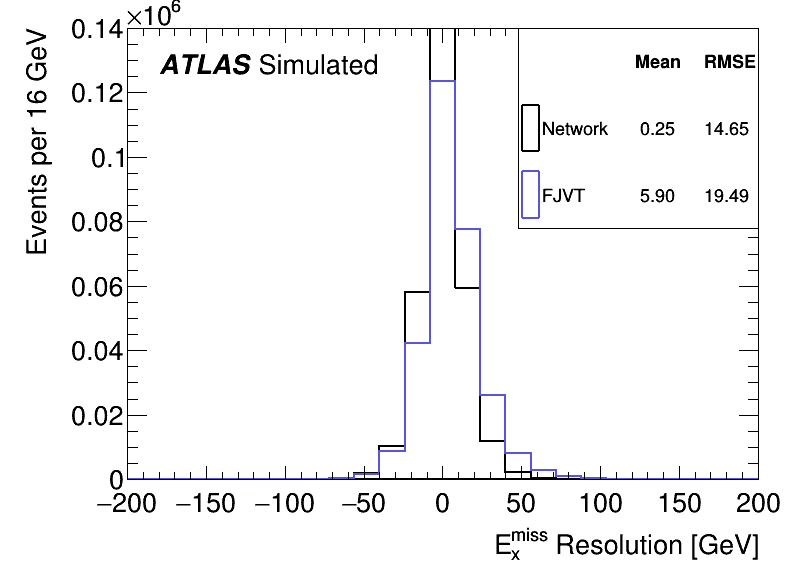 ×10⁶
0.14
0.12
0.1
0.08
0.06
0.04
0.02
0
Events per 16 GeV
ATLAS Simulated
Mean RMSE
Network 0.25 14.65
FJVT 5.90 19.49
−200 −150 −100 −50 0 50 100 150 200
E_x^miss Resolution [GeV]